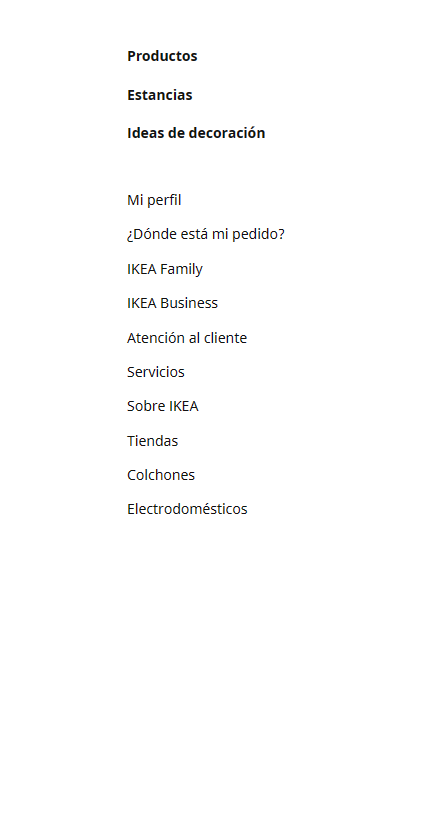 Productos
Estancias
Ideas de decoración
Mi perfil
¿Dónde está mi pedido?
IKEA Family
IKEA Business
Atención al cliente
Servicios
Sobre IKEA
Tiendas
Colchones
Electrodomésticos